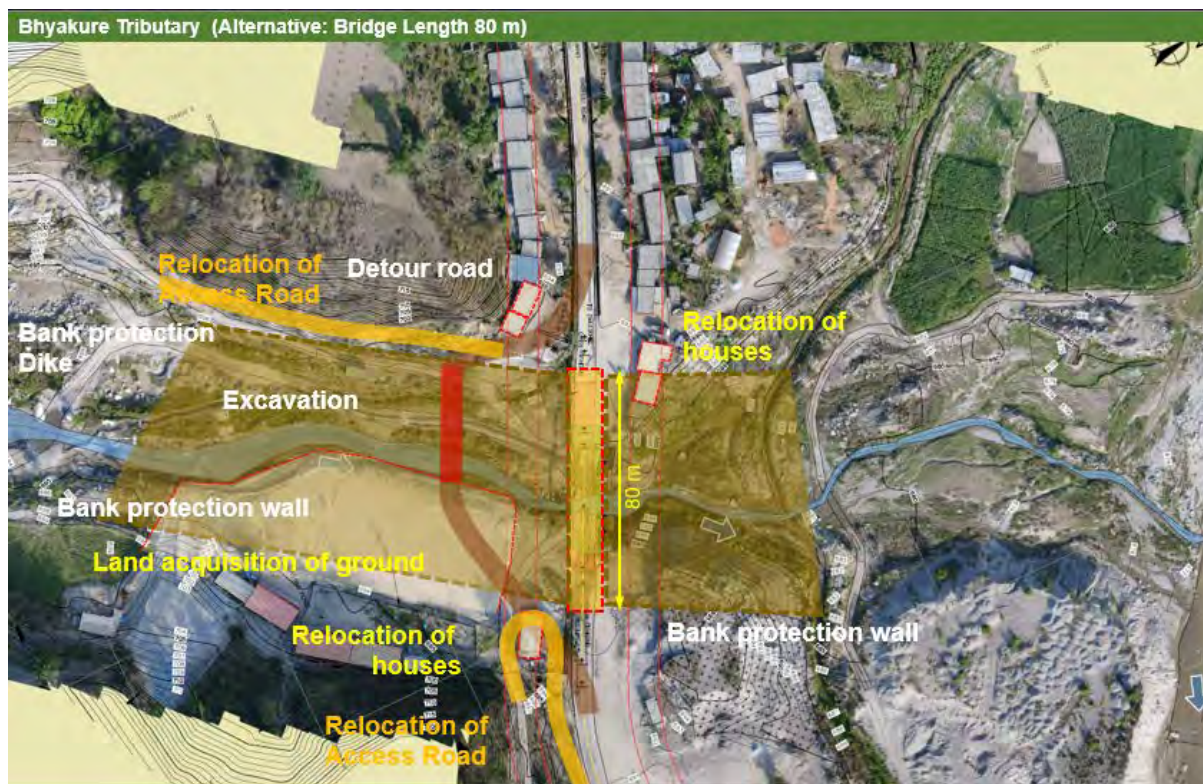 Bhyakure Tributary (Alternative: Bridge Length 80 m)
Relocation of
Access Road
Detour road
Bank protection
Dike
Relocation of
houses
Excavation
80 m
Bank protection wall
Land acquisition of ground
Relocation of
houses
Bank protection wall
Relocation of
Access Road